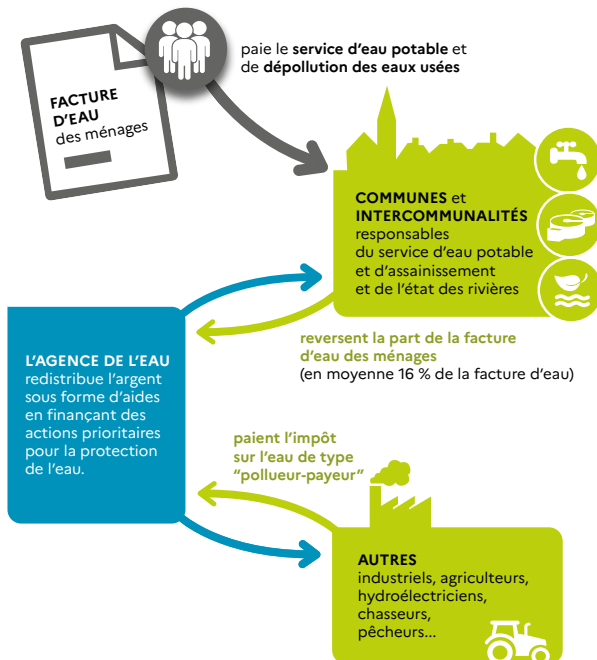 paie le service d'eau potable et
de dépollution des eaux usées
FACTURE
D'EAU
des ménages
COMMUNES et
INTERCOMMUNALITÉS
responsables
du service d'eau potable
et d'assainissement
et de l'état des rivières
reversent la part de la facture
d'eau des ménages
(en moyenne 16 % de la facture d'eau)
L'AGENCE DE L'EAU
redistribue l'argent
sous forme d'aides
en finançant des
actions prioritaires
pour la protection
de l'eau.
paient l'impôt
sur l'eau de type
"pollueur-payeur"
AUTRES
industriels, agriculteurs,
hydroélectriciens,
chasseurs,
pêcheurs...